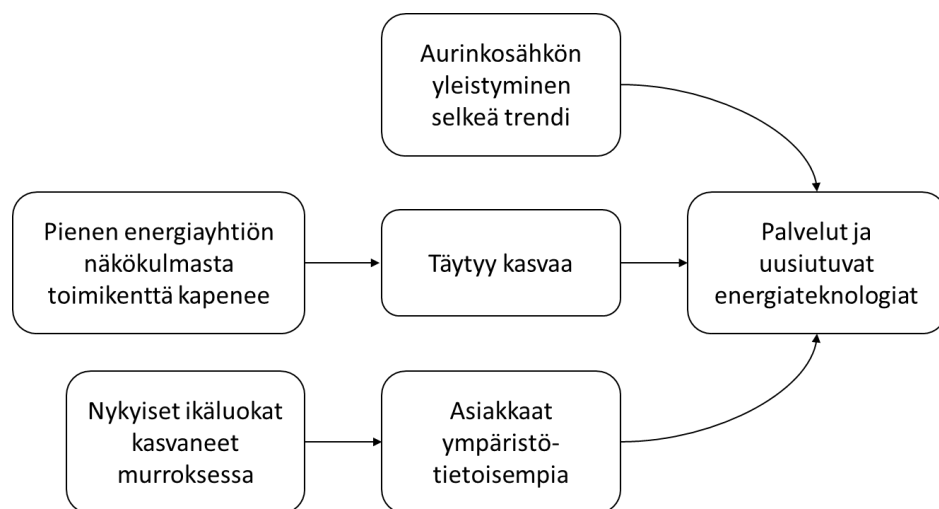 Aurinkosähkön
yleistyminen
selkeä trendi
Pienen energiayhtiön
näkökulmasta
toimikenttä kapenee
Täytyy kasvaa
Palvelut ja
uusiutuvat
energiateknologiat
Nykyiset ikäluokat
kasvaneet
murroksessa
Asiakkaat
ympäristö-
tietoisempia